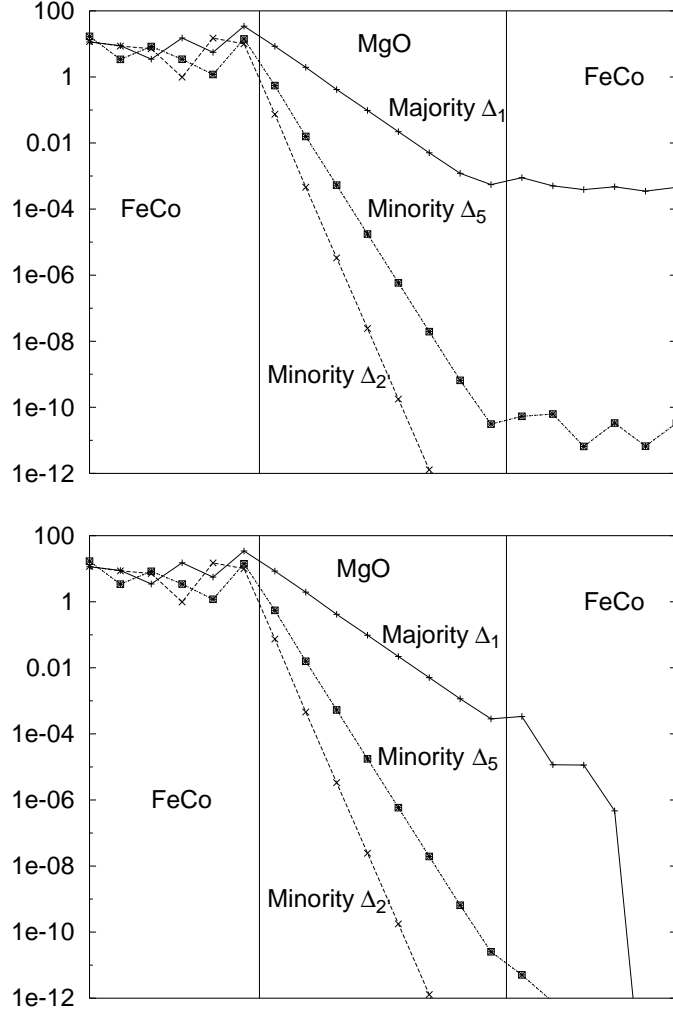 100
1
0.01
1e-04
1e-06
1e-08
1e-10
1e-12
MgO
FeCo
Majority Δ1
FeCo
Minority Δ5
Minority Δ2
100
1
0.01
1e-04
1e-06
1e-08
1e-10
1e-12
MgO
FeCo
Majority Δ1
Minority Δ5
FeCo
Minority Δ2